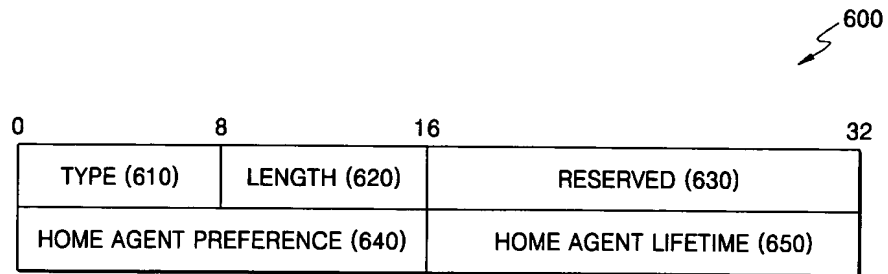 600
0 8 16 32
TYPE (610) LENGTH (620) RESERVED (630)
HOME AGENT PREFERENCE (640) HOME AGENT LIFETIME (650)